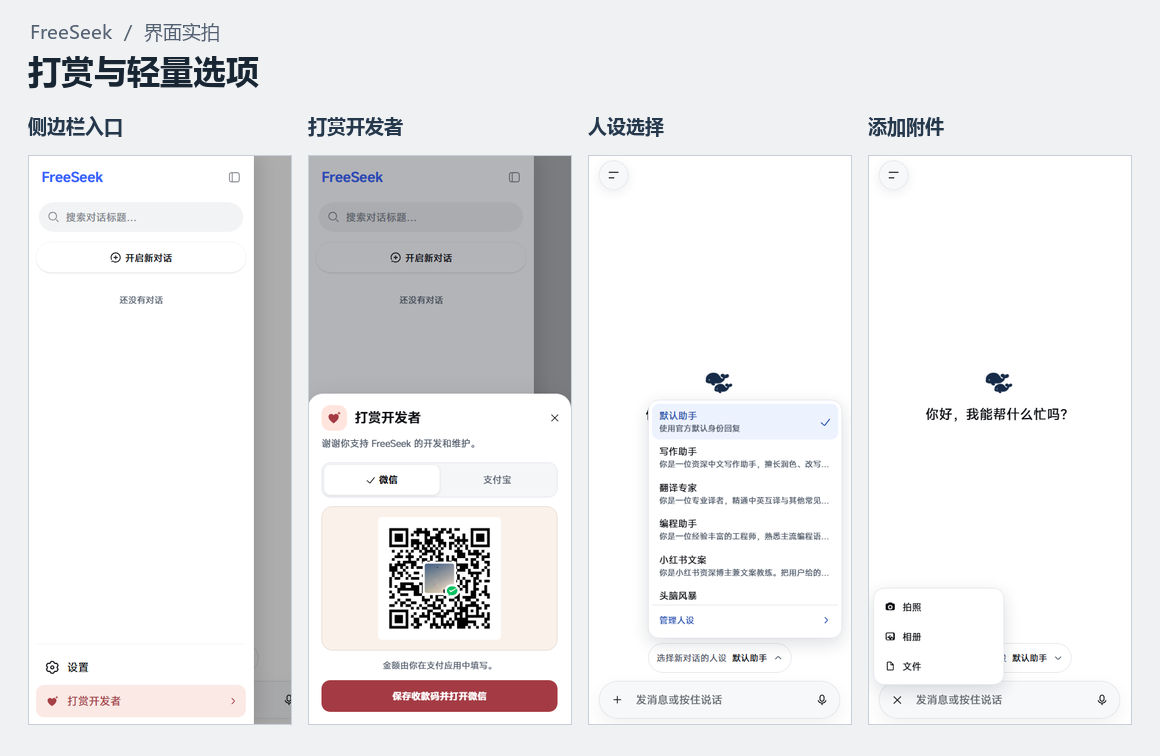 FreeSeek / 界面实拍
打赏与轻量选项
侧边栏入口
FreeSeek
搜索对话标题...
开启新对话
还没有对话
设置
打赏开发者
打赏开发者
FreeSeek
搜索对话标题...
开启新对话
还没有对话
打赏开发者
谢谢你支持 FreeSeek 的开发和维护。
微信
支付宝
金额由你在支付应用中填写。
保存收款码并打开微信
人设选择
默认助手
使用官方默认身份回复
写作助手
你是一位资深中文写作助手，擅长润色、改写...
翻译专家
你是一位专业译者，精通中英互译与其他常见...
编程助手
你是一位经验丰富的工程师，熟悉主流编程语...
小红书文案
你是小红书资深博主兼文案教练。把用户给的...
头脑风暴
管理人设
选择新对话的人设 默认助手
发消息或按住说话
添加附件
你好，我能帮什么忙吗？
拍照
相册
文件
默认助手
发消息或按住说话